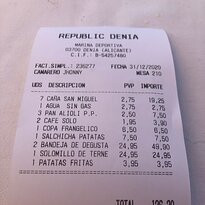 REPUBLIC DENIA
MARINA DEPORTIVA
03700 DENIA (ALICANTE)
C.I.F.: B-54257460
FACT.SIMPL.: 236277 FECHA 31/12/2020
CAMARERO JHONNY MESA 210
UDS DESCRIPCION PVP IMPORTE
7 CAÑA SAN MIGUEL 2,75 19,25
1 AGUA SIN GAS 2,75 2,75
3 PAN ALIOLI P.P. 2,50 7,50
2 CAFE SOLO 1,95 3,90
1 COPA FRANGELICO 6,50 6,50
1 SALCHICHA PATATAS 7,50 7,50
2 BANDEJA DE DEGUSTA 24,95 49,90
1 SOLOMILLO DE TERNE 24,95 24,95
1 PATATAS FRITAS 3,95 3,95
TOTAL